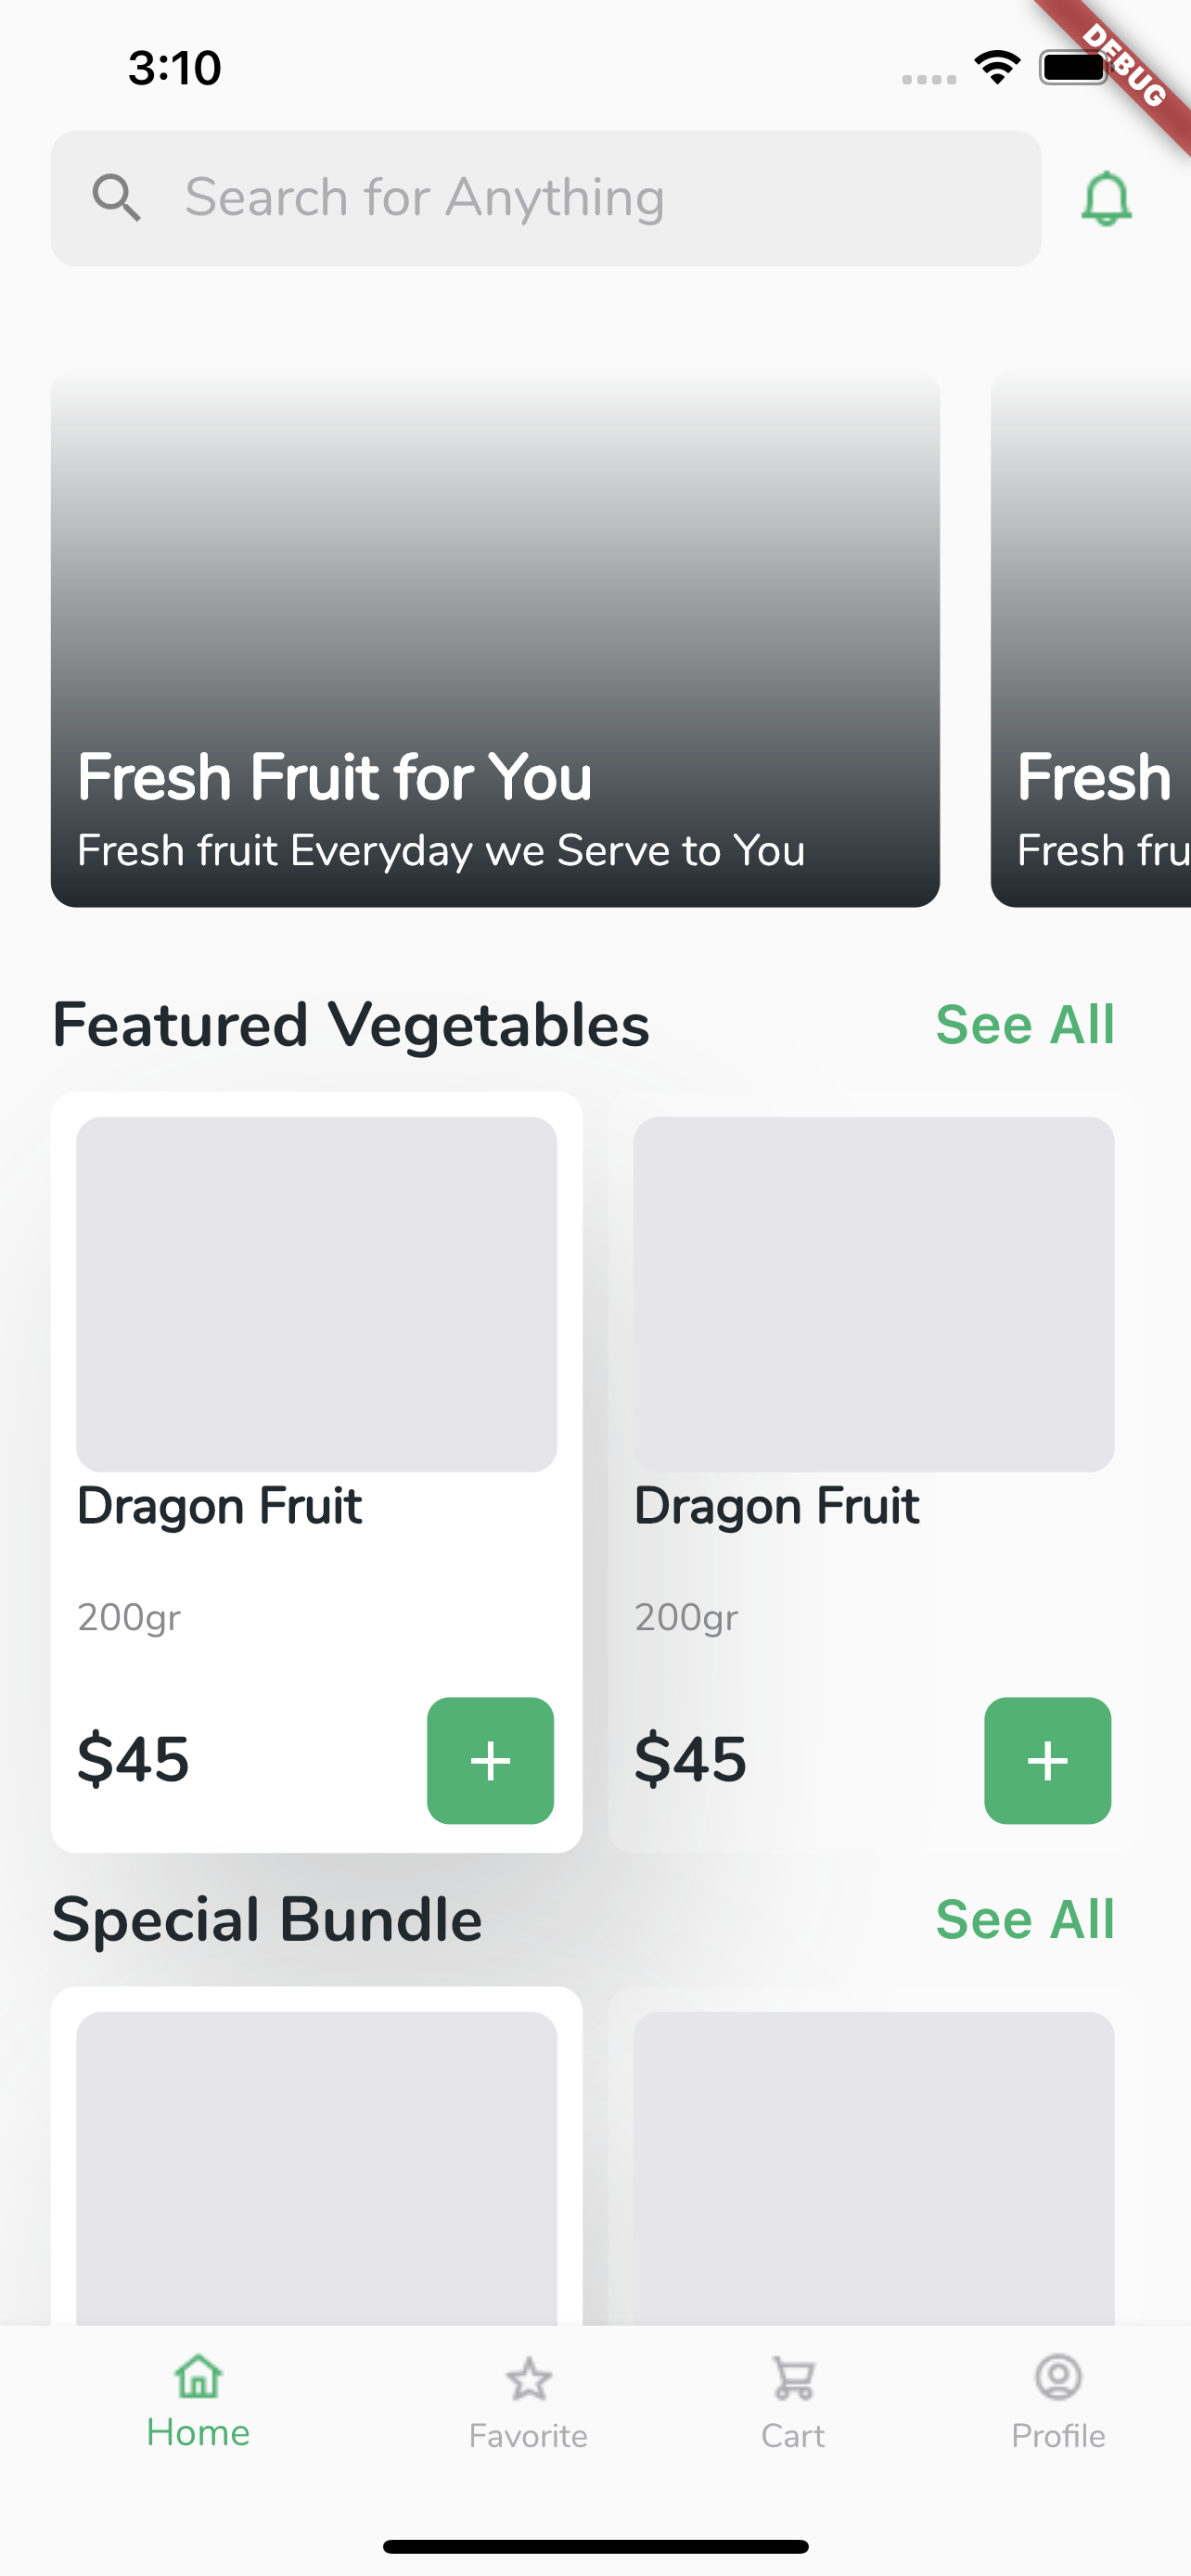 3:10
DEBUG
Search for Anything
Fresh Fruit for You
Fresh fruit Everyday we Serve to You
Fresh
Fresh fru
Featured Vegetables
See All
Dragon Fruit
200gr
$45
Dragon Fruit
200gr
$45
Special Bundle
See All
Home
Favorite
Cart
Profile